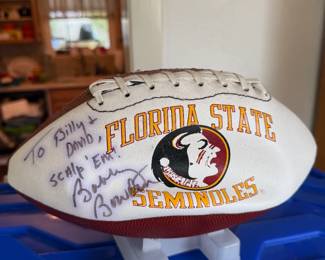 To Billy &
David,
Scalp 'Em!
Bobby
Bowden
FLORIDA STATE
SEMINOLES